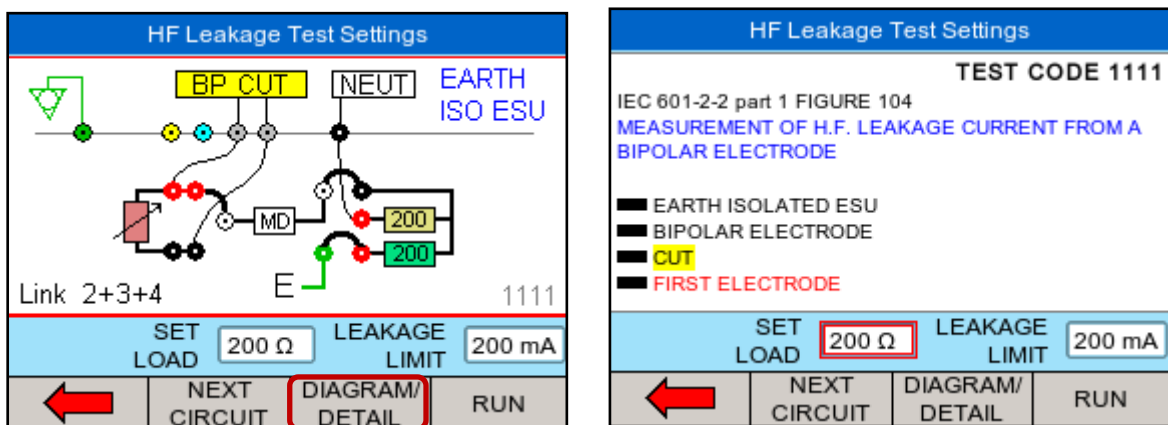 HF Leakage Test Settings
BP CUT
NEUT
EARTH
ISO ESU
MD
200
200
E
Link 2+3+4
1111
SET
LOAD
200 Ω
LEAKAGE
LIMIT
200 mA
NEXT
CIRCUIT
DIAGRAM/
DETAIL
RUN
HF Leakage Test Settings
TEST CODE 1111
IEC 601-2-2 part 1 FIGURE 104
MEASUREMENT OF H.F. LEAKAGE CURRENT FROM A
BIPOLAR ELECTRODE
EARTH ISOLATED ESU
BIPOLAR ELECTRODE
CUT
FIRST ELECTRODE
SET
LOAD
200 Ω
LEAKAGE
LIMIT
200 mA
NEXT
CIRCUIT
DIAGRAM/
DETAIL
RUN